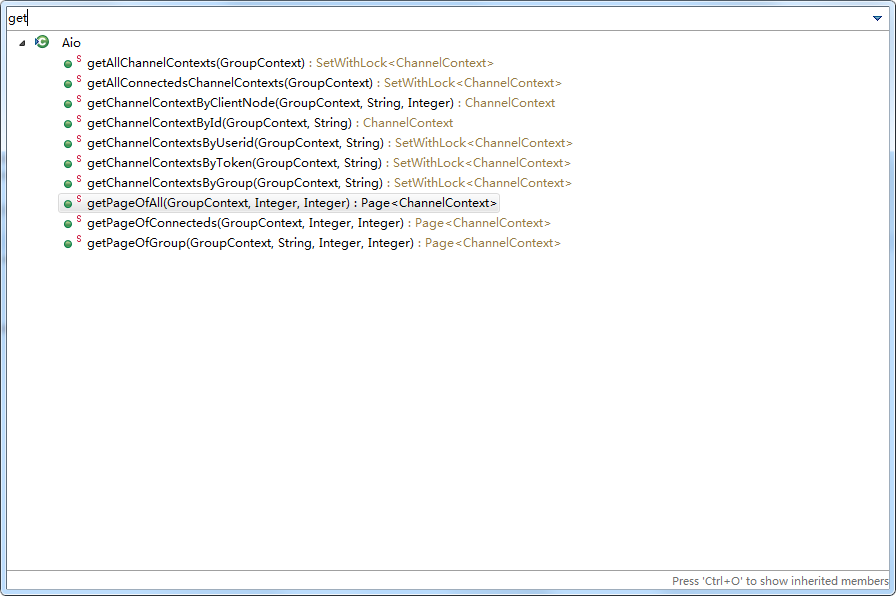 get
Aio
S getAllChannelContexts(GroupContext) : SetWithLock<ChannelContext>
S getAllConnectedsChannelContexts(GroupContext) : SetWithLock<ChannelContext>
S getChannelContextByClientNode(GroupContext, String, Integer) : ChannelContext
S getChannelContextById(GroupContext, String) : ChannelContext
S getChannelContextsByUserid(GroupContext, String) : SetWithLock<ChannelContext>
S getChannelContextsByToken(GroupContext, String) : SetWithLock<ChannelContext>
S getChannelContextsByGroup(GroupContext, String) : SetWithLock<ChannelContext>
S getPageOfAll(GroupContext, Integer, Integer) : Page<ChannelContext>
S getPageOfConnecteds(GroupContext, Integer, Integer) : Page<ChannelContext>
S getPageOfGroup(GroupContext, String, Integer, Integer) : Page<ChannelContext>
Press 'Ctrl+O' to show inherited members